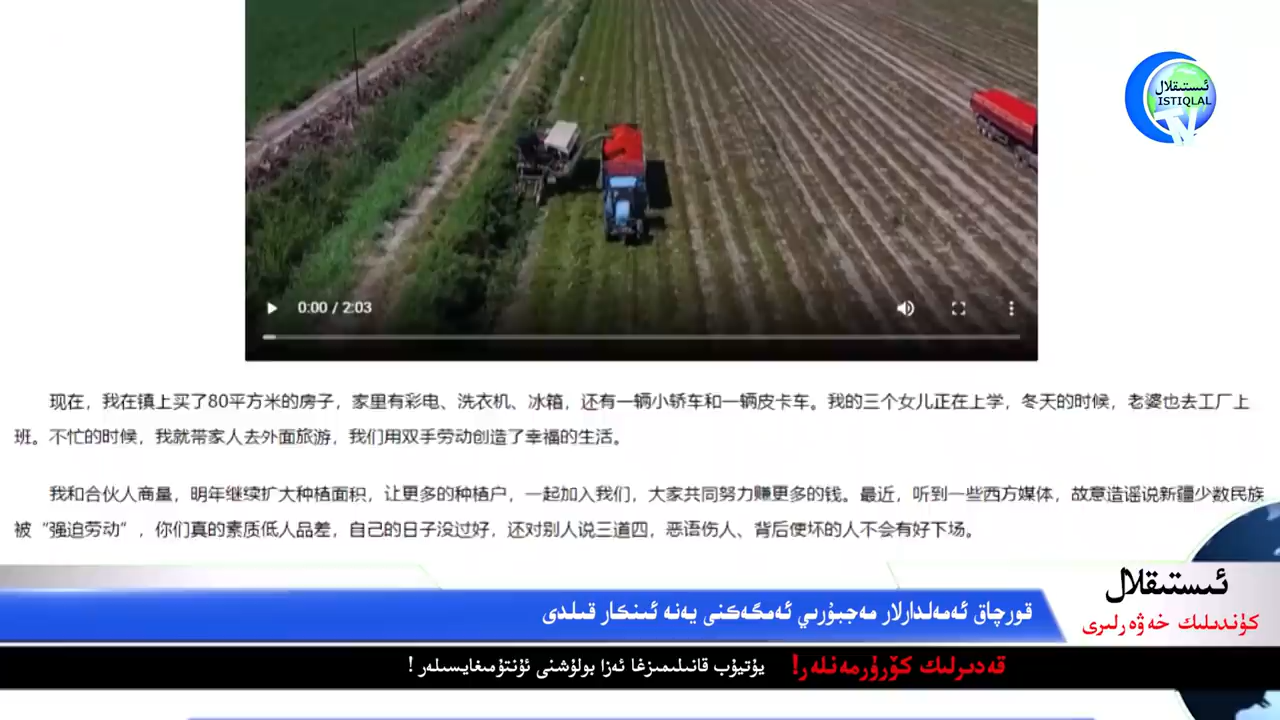 ئىستىقلال
ISTIQLAL
TV
0:00 / 2:03
现在，我在镇上买了80平方米的房子，家里有彩电、洗衣机、冰箱，还有一辆小轿车和一辆皮卡车。我的三个女儿正在上学，冬天的时候，老婆也去工厂上
班。不忙的时候，我就带家人去外面旅游，我们用双手劳动创造了幸福的生活。
我和合伙人商量，明年继续扩大种植面积，让更多的种植户，一起加入我们，大家共同努力赚更多的钱。最近，听到一些西方媒体，故意造谣说新疆少数民族
被“强迫劳动”，你们真的素质低人品差，自己的日子没过好，还对别人说三道四，恶语伤人、背后使坏的人不会有好下场。
ئىستىقلال
كۈندىلىك خەۋەرلىرى
قورچاق ئەمەلدارلار مەجبۇرىي ئەمگەكنى يەنە ئىنكار قىلدى
قەدىرلىك كۆرۈرمەنلەر! يۇتيۇب قانىلىمىزغا ئەزا بولۇشنى ئۇنتۇمىغايسىلەر !